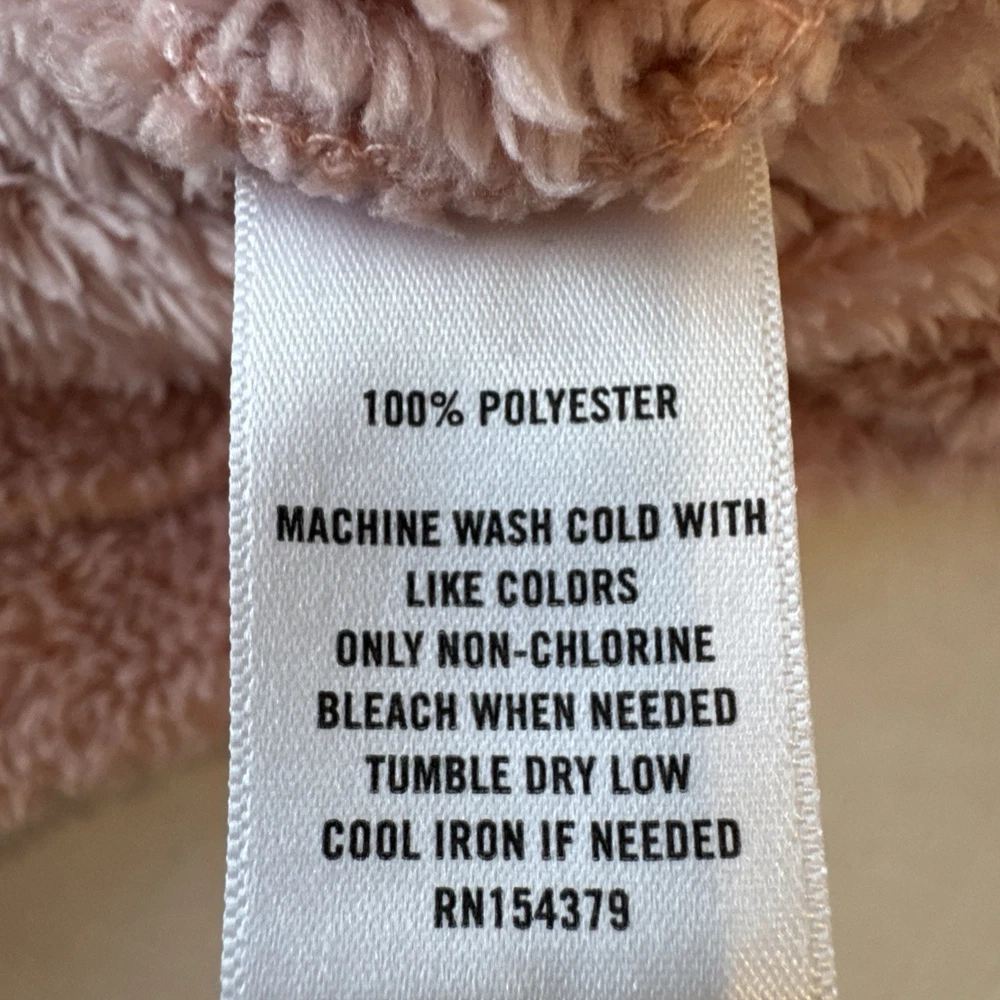 100% POLYESTER
MACHINE WASH COLD WITH
LIKE COLORS
ONLY NON-CHLORINE
BLEACH WHEN NEEDED
TUMBLE DRY LOW
COOL IRON IF NEEDED
RN154379